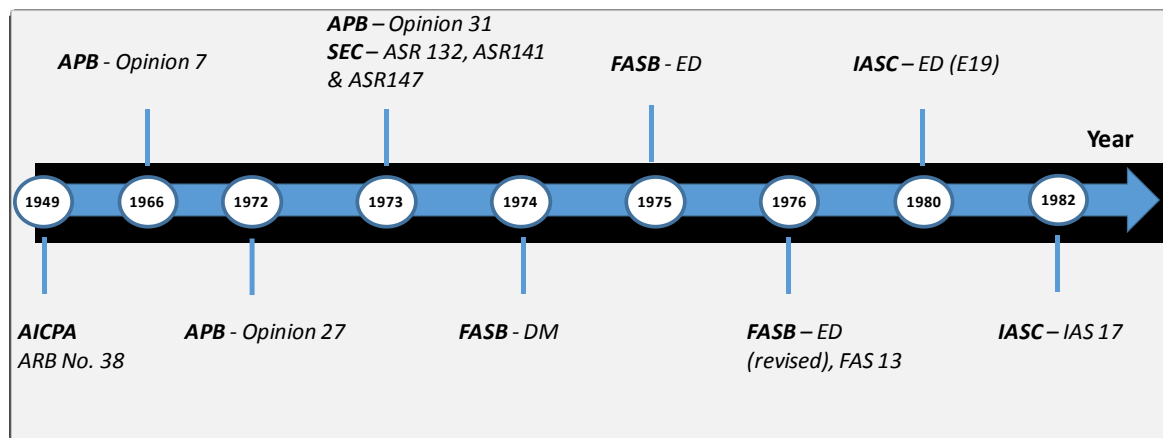 APB – Opinion 31
SEC – ASR 132, ASR141
& ASR147
APB - Opinion 7
FASB - ED
IASC – ED (E19)
Year
1949
1966
1972
1973
1974
1975
1976
1980
1982
AICPA
ARB No. 38
APB - Opinion 27
FASB - DM
FASB – ED
(revised), FAS 13
IASC – IAS 17